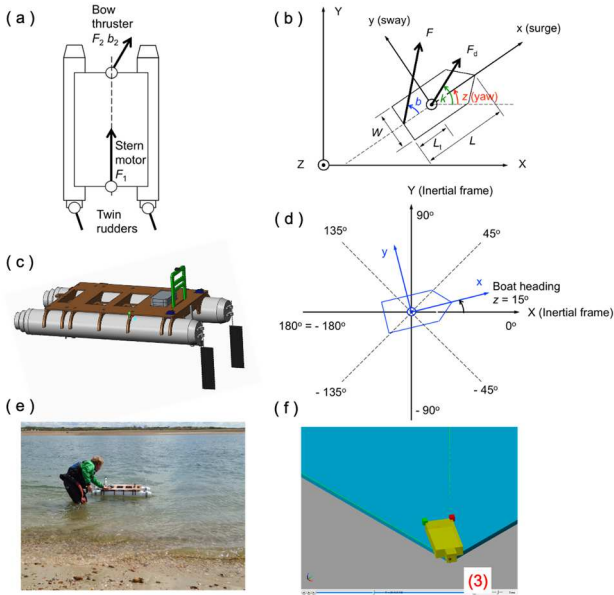 ( a )
Bow
thruster
F₂ b₂
Stern
motor
F₁
Twin
rudders
( b )
Y
y (sway)
F
F_d
x (surge)
b
k
z (yaw)
W
L₁
L
Z
X
( c )
( d )
Y (Inertial frame)
90°
135°
45°
y
x
Boat heading
z = 15°
X (Inertial frame)
180° = - 180°
0°
- 135°
- 45°
- 90°
( e )
( f )
(3)